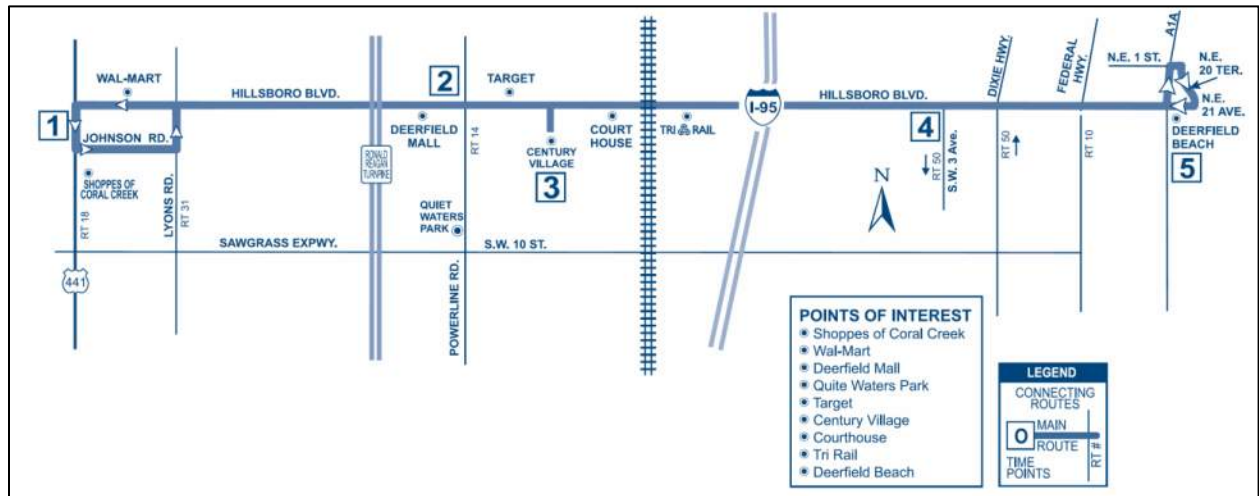 WAL-MART
1
JOHNSON RD.
SHOPPES OF
CORAL CREEK
RT 18
441
LYONS RD.
RT 31
HILLSBORO BLVD.
SAWGRASS EXPWY.
RONALD
REAGAN
TURNPIKE
DEERFIELD
MALL
2
RT 14
QUIET
WATERS
PARK
POWERLINE RD.
S.W. 10 ST.
TARGET
CENTURY
VILLAGE
3
COURT
HOUSE
TRI RAIL
I-95
HILLSBORO BLVD.
4
RT 50
S.W. 3 Ave.
N
DIXIE HWY.
RT 50
FEDERAL
HWY.
RT 10
A1A
N.E. 1 ST.
N.E.
20 TER.
N.E.
21 AVE.
DEERFIELD
BEACH
5
POINTS OF INTEREST
Shoppes of Coral Creek
Wal-Mart
Deerfield Mall
Quite Waters Park
Target
Century Village
Courthouse
Tri Rail
Deerfield Beach
LEGEND
CONNECTING
ROUTES
O
MAIN
ROUTE
TIME
POINTS
RT #